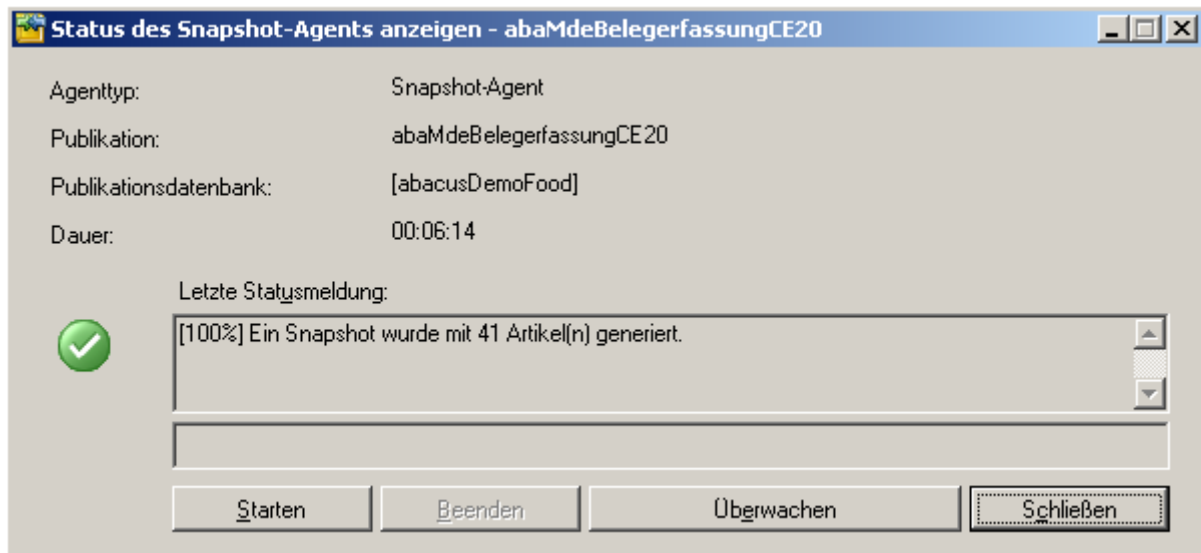 Status des Snapshot-Agents anzeigen - abaMdeBelegerfassungCE20
Agenttyp: Snapshot-Agent
Publikation: abaMdeBelegerfassungCE20
Publikationsdatenbank: [abacusDemoFood]
Dauer: 00:06:14
Letzte Statusmeldung:
[100%] Ein Snapshot wurde mit 41 Artikel(n) generiert.
Starten Beenden Überwachen Schließen